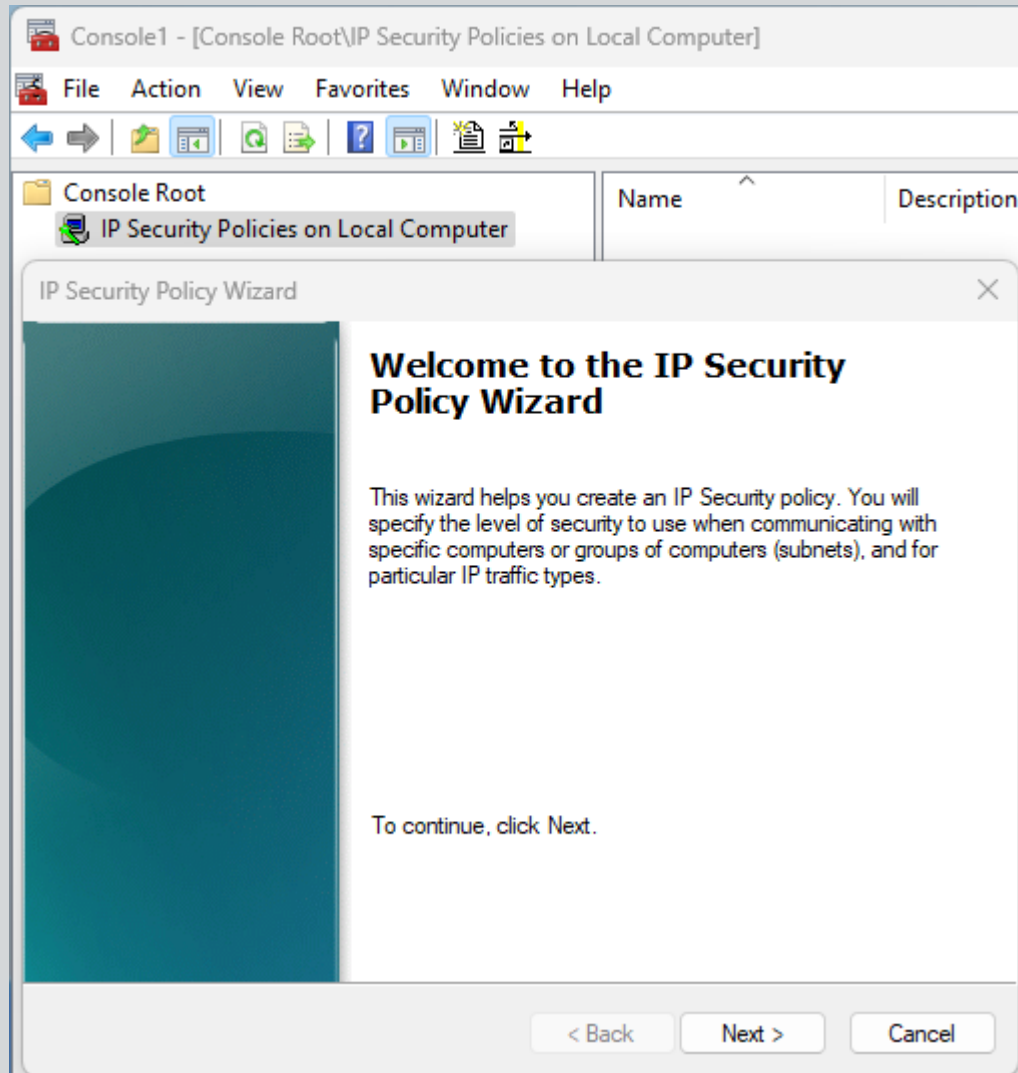 Console1 - [Console Root\IP Security Policies on Local Computer]
File Action View Favorites Window Help
Console Root
IP Security Policies on Local Computer
Name Description
IP Security Policy Wizard
Welcome to the IP Security
Policy Wizard
This wizard helps you create an IP Security policy. You will
specify the level of security to use when communicating with
specific computers or groups of computers (subnets), and for
particular IP traffic types.
To continue, click Next.
< Back Next > Cancel